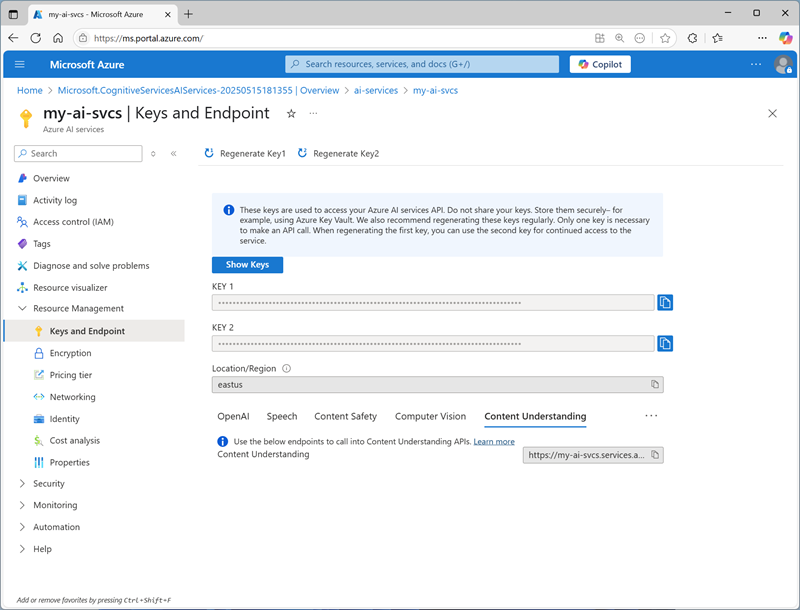 my-ai-svcs - Microsoft Azure
https://ms.portal.azure.com/
Microsoft Azure
Search resources, services, and docs (G+/)
Copilot
Home > Microsoft.CognitiveServicesAIServices-20250515181355 | Overview > ai-services > my-ai-svcs
my-ai-svcs | Keys and Endpoint
Azure AI services
Search
Regenerate Key1
Regenerate Key2
Overview
Activity log
Access control (IAM)
Tags
Diagnose and solve problems
Resource visualizer
Resource Management
Keys and Endpoint
Encryption
Pricing tier
Networking
Identity
Cost analysis
Properties
Security
Monitoring
Automation
Help
These keys are used to access your Azure AI services API. Do not share your keys. Store them securely– for
example, using Azure Key Vault. We also recommend regenerating these keys regularly. Only one key is necessary
to make an API call. When regenerating the first key, you can use the second key for continued access to the
service.
Show Keys
KEY 1
KEY 2
Location/Region
eastus
OpenAI
Speech
Content Safety
Computer Vision
Content Understanding
Use the below endpoints to call into Content Understanding APIs. Learn more
Content Understanding
https://my-ai-svcs.services.a...
Add or remove favorites by pressing Ctrl+Shift+F